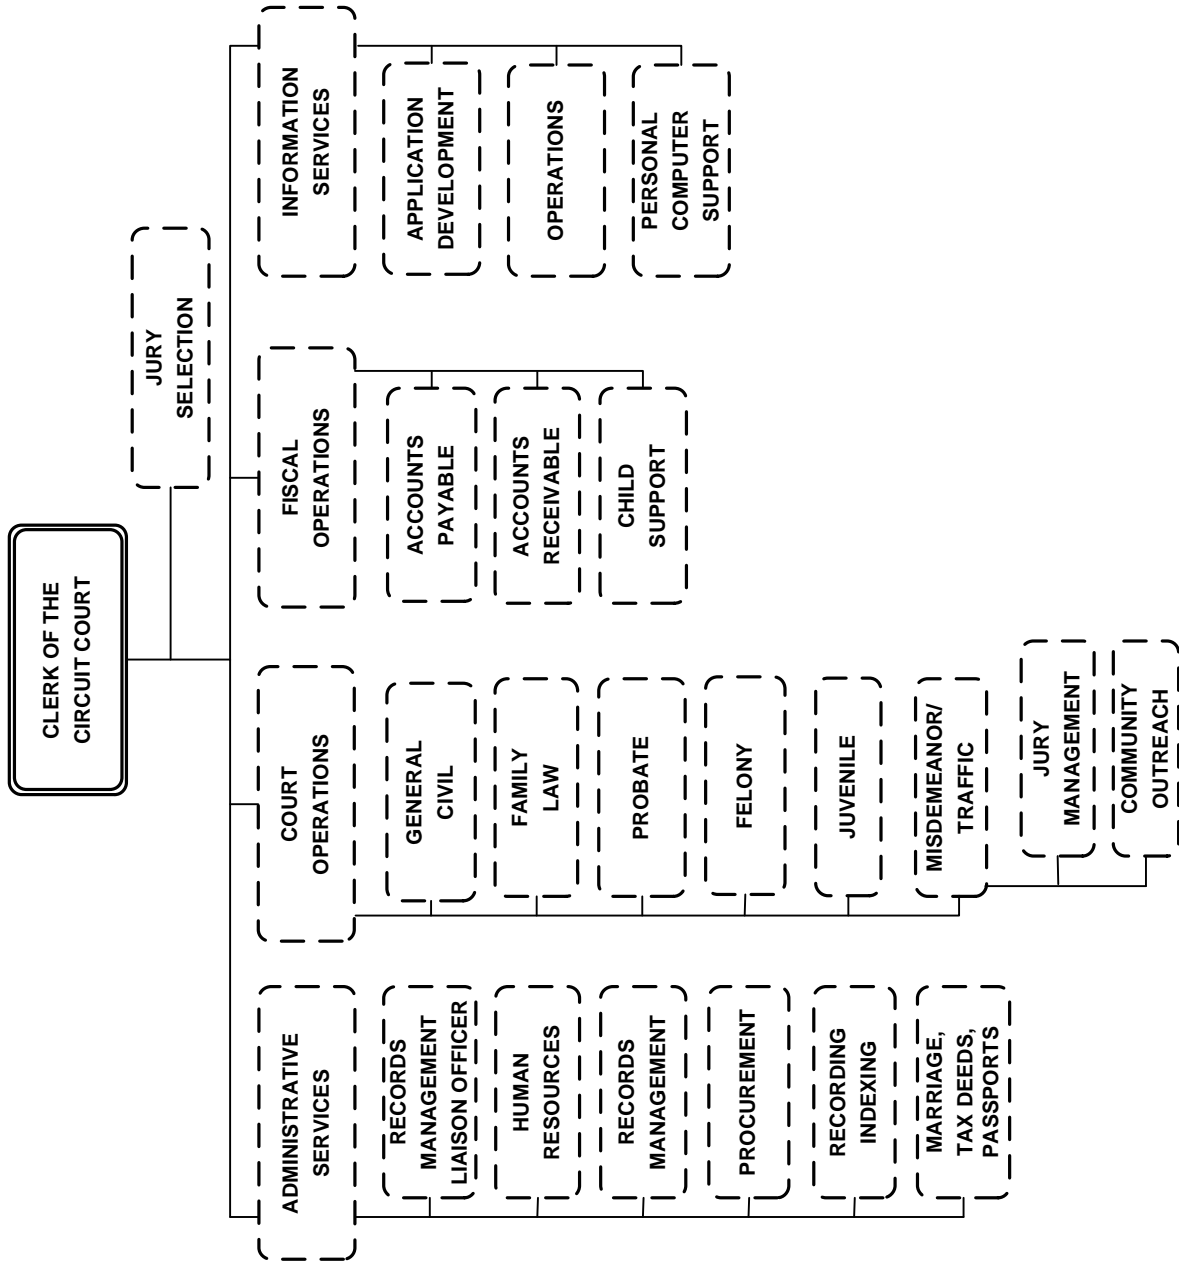 CLERK OF THE
CIRCUIT COURT
JURY
SELECTION
ADMINISTRATIVE
SERVICES
RECORDS
MANAGEMENT
LIAISON OFFICER
HUMAN
RESOURCES
RECORDS
MANAGEMENT
PROCUREMENT
RECORDING
INDEXING
MARRIAGE,
TAX DEEDS,
PASSPORTS
COURT
OPERATIONS
GENERAL
CIVIL
FAMILY
LAW
PROBATE
FELONY
JUVENILE
MISDEMEANOR/
TRAFFIC
JURY
MANAGEMENT
COMMUNITY
OUTREACH
FISCAL
OPERATIONS
ACCOUNTS
PAYABLE
ACCOUNTS
RECEIVABLE
CHILD
SUPPORT
INFORMATION
SERVICES
APPLICATION
DEVELOPMENT
OPERATIONS
PERSONAL
COMPUTER
SUPPORT